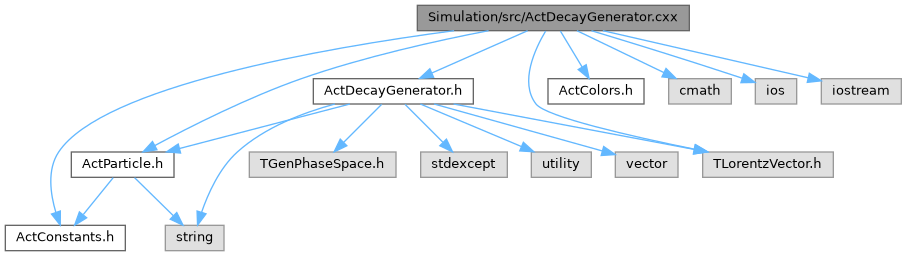 Simulation/src/ActDecayGenerator.cxx
ActDecayGenerator.h
ActColors.h
cmath
ios
iostream
ActParticle.h
TGenPhaseSpace.h
stdexcept
utility
vector
TLorentzVector.h
ActConstants.h
string